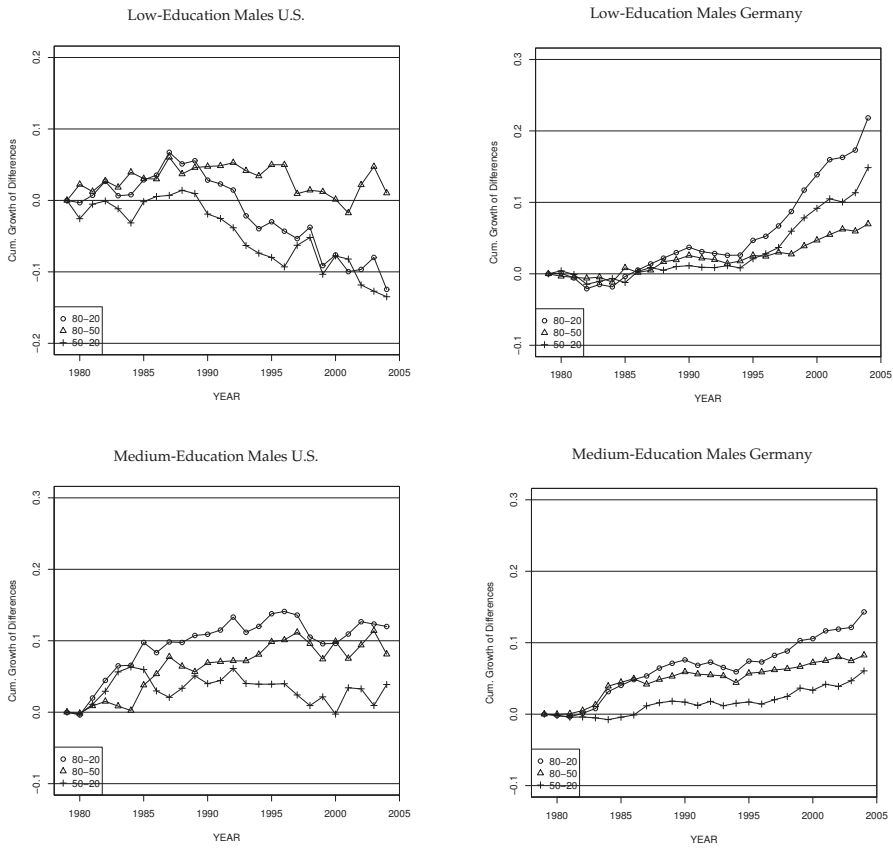 Low-Education Males U.S.
Cum. Growth of Differences
0.2
0.1
0.0
−0.1
−0.2
80−20
80−50
50−20
1980 1985 1990 1995 2000 2005
YEAR
Low-Education Males Germany
Cum. Growth of Differences
0.3
0.2
0.1
0.0
−0.1
80−20
80−50
50−20
1980 1985 1990 1995 2000 2005
YEAR
Medium-Education Males U.S.
Cum. Growth of Differences
0.3
0.2
0.1
0.0
−0.1
80−20
80−50
50−20
1980 1985 1990 1995 2000 2005
YEAR
Medium-Education Males Germany
Cum. Growth of Differences
0.3
0.2
0.1
0.0
−0.1
80−20
80−50
50−20
1980 1985 1990 1995 2000 2005
YEAR